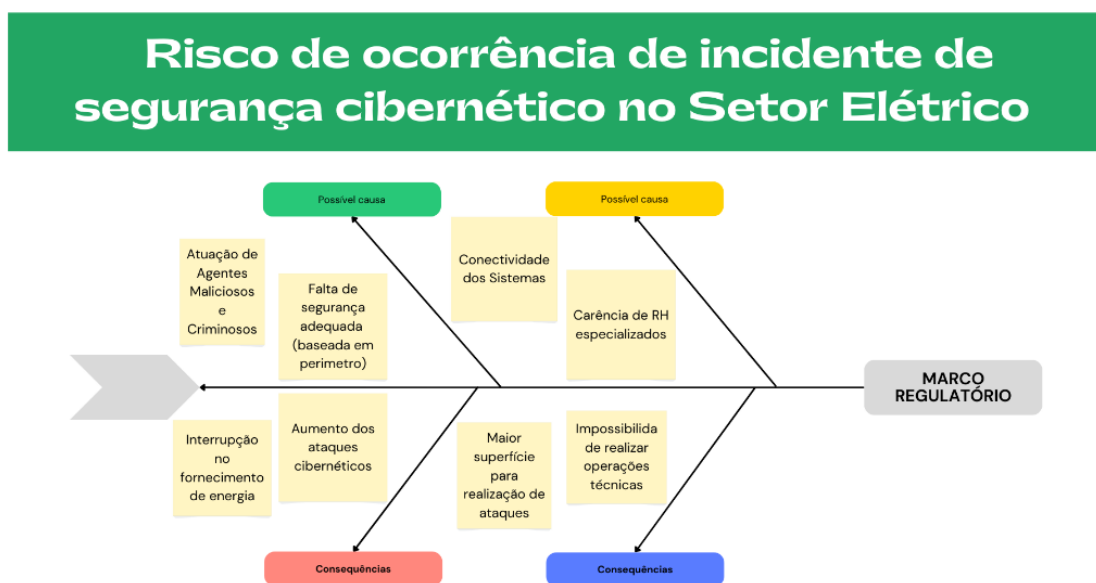 Risco de ocorrência de incidente de
segurança cibernético no Setor Elétrico
Possível causa
Possível causa
Atuação de
Agentes
Maliciosos
e
Criminosos
Falta de
segurança
adequada
(baseada em
perimetro)
Conectividade
dos Sistemas
Carência de RH
especializados
MARCO
REGULATÓRIO
Interrupção
no
fornecimento
de energia
Aumento dos
ataques
cibernéticos
Maior
superfície
para
realização de
ataques
Impossibilida
de realizar
operações
técnicas
Consequências
Consequências